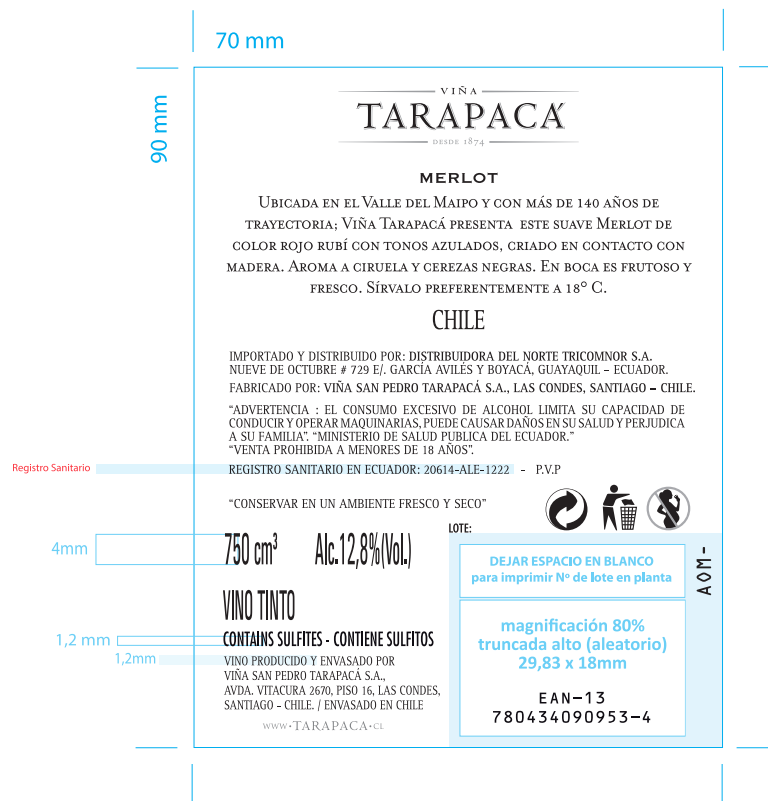 70 mm
90 mm
VIÑA
TARAPACÁ
DESDE 1874
MERLOT
UBICADA EN EL VALLE DEL MAIPO Y CON MÁS DE 140 AÑOS DE
TRAYECTORIA; VIÑA TARAPACÁ PRESENTA ESTE SUAVE MERLOT DE
COLOR ROJO RUBÍ CON TONOS AZULADOS, CRIADO EN CONTACTO CON
MADERA. AROMA A CIRUELA Y CEREZAS NEGRAS. EN BOCA ES FRUTOSO Y
FRESCO. SÍRVALO PREFERENTEMENTE A 18° C.
CHILE
IMPORTADO Y DISTRIBUIDO POR: DISTRIBUIDORA DEL NORTE TRICOMNOR S.A.
NUEVE DE OCTUBRE # 729 E/. GARCÍA AVILÉS Y BOYACÁ, GUAYAQUIL – ECUADOR.
FABRICADO POR: VIÑA SAN PEDRO TARAPACÁ S.A., LAS CONDES, SANTIAGO – CHILE.
“ADVERTENCIA : EL CONSUMO EXCESIVO DE ALCOHOL LIMITA SU CAPACIDAD DE
CONDUCIR Y OPERAR MAQUINARIAS, PUEDE CAUSAR DAÑOS EN SU SALUD Y PERJUDICA
A SU FAMILIA”. “MINISTERIO DE SALUD PUBLICA DEL ECUADOR.”
“VENTA PROHIBIDA A MENORES DE 18 AÑOS”.
Registro Sanitario
REGISTRO SANITARIO EN ECUADOR: 20614-ALE-1222 - P.V.P
“CONSERVAR EN UN AMBIENTE FRESCO Y SECO”
LOTE:
4mm
750 cm³ Alc.12,8%(Vol.)
DEJAR ESPACIO EN BLANCO
para imprimir Nº de lote en planta
AOM-
VINO TINTO
1,2 mm
CONTAINS SULFITES - CONTIENE SULFITOS
1,2mm
VINO PRODUCIDO Y ENVASADO POR
VIÑA SAN PEDRO TARAPACÁ S.A.,
AVDA. VITACURA 2670, PISO 16, LAS CONDES,
SANTIAGO - CHILE. / ENVASADO EN CHILE
WWW·TARAPACA·CL
magnificación 80%
truncada alto (aleatorio)
29,83 x 18mm
EAN-13
780434090953-4